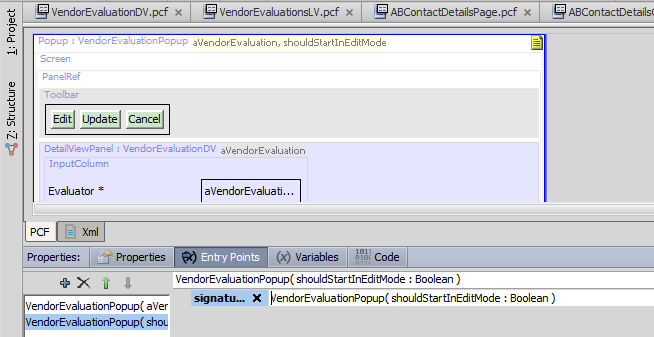 VendorEvaluationDV.pcf
VendorEvaluationsLV.pcf
ABContactDetailsPage.pcf
ABContactDetails
1: Project
Z: Structure
Popup : VendorEvaluationPopup aVendorEvaluation, shouldStartInEditMode
Screen
PanelRef
Toolbar
Edit Update Cancel
DetailViewPanel : VendorEvaluationDV aVendorEvaluation
InputColumn
Evaluator * aVendorEvaluati...
PCF Xml
Properties: Properties Entry Points Variables Code
VendorEvaluationPopup( shouldStartInEditMode : Boolean )
signatu... VendorEvaluationPopup( shouldStartInEditMode : Boolean )
VendorEvaluationPopup( aVen
VendorEvaluationPopup( shou